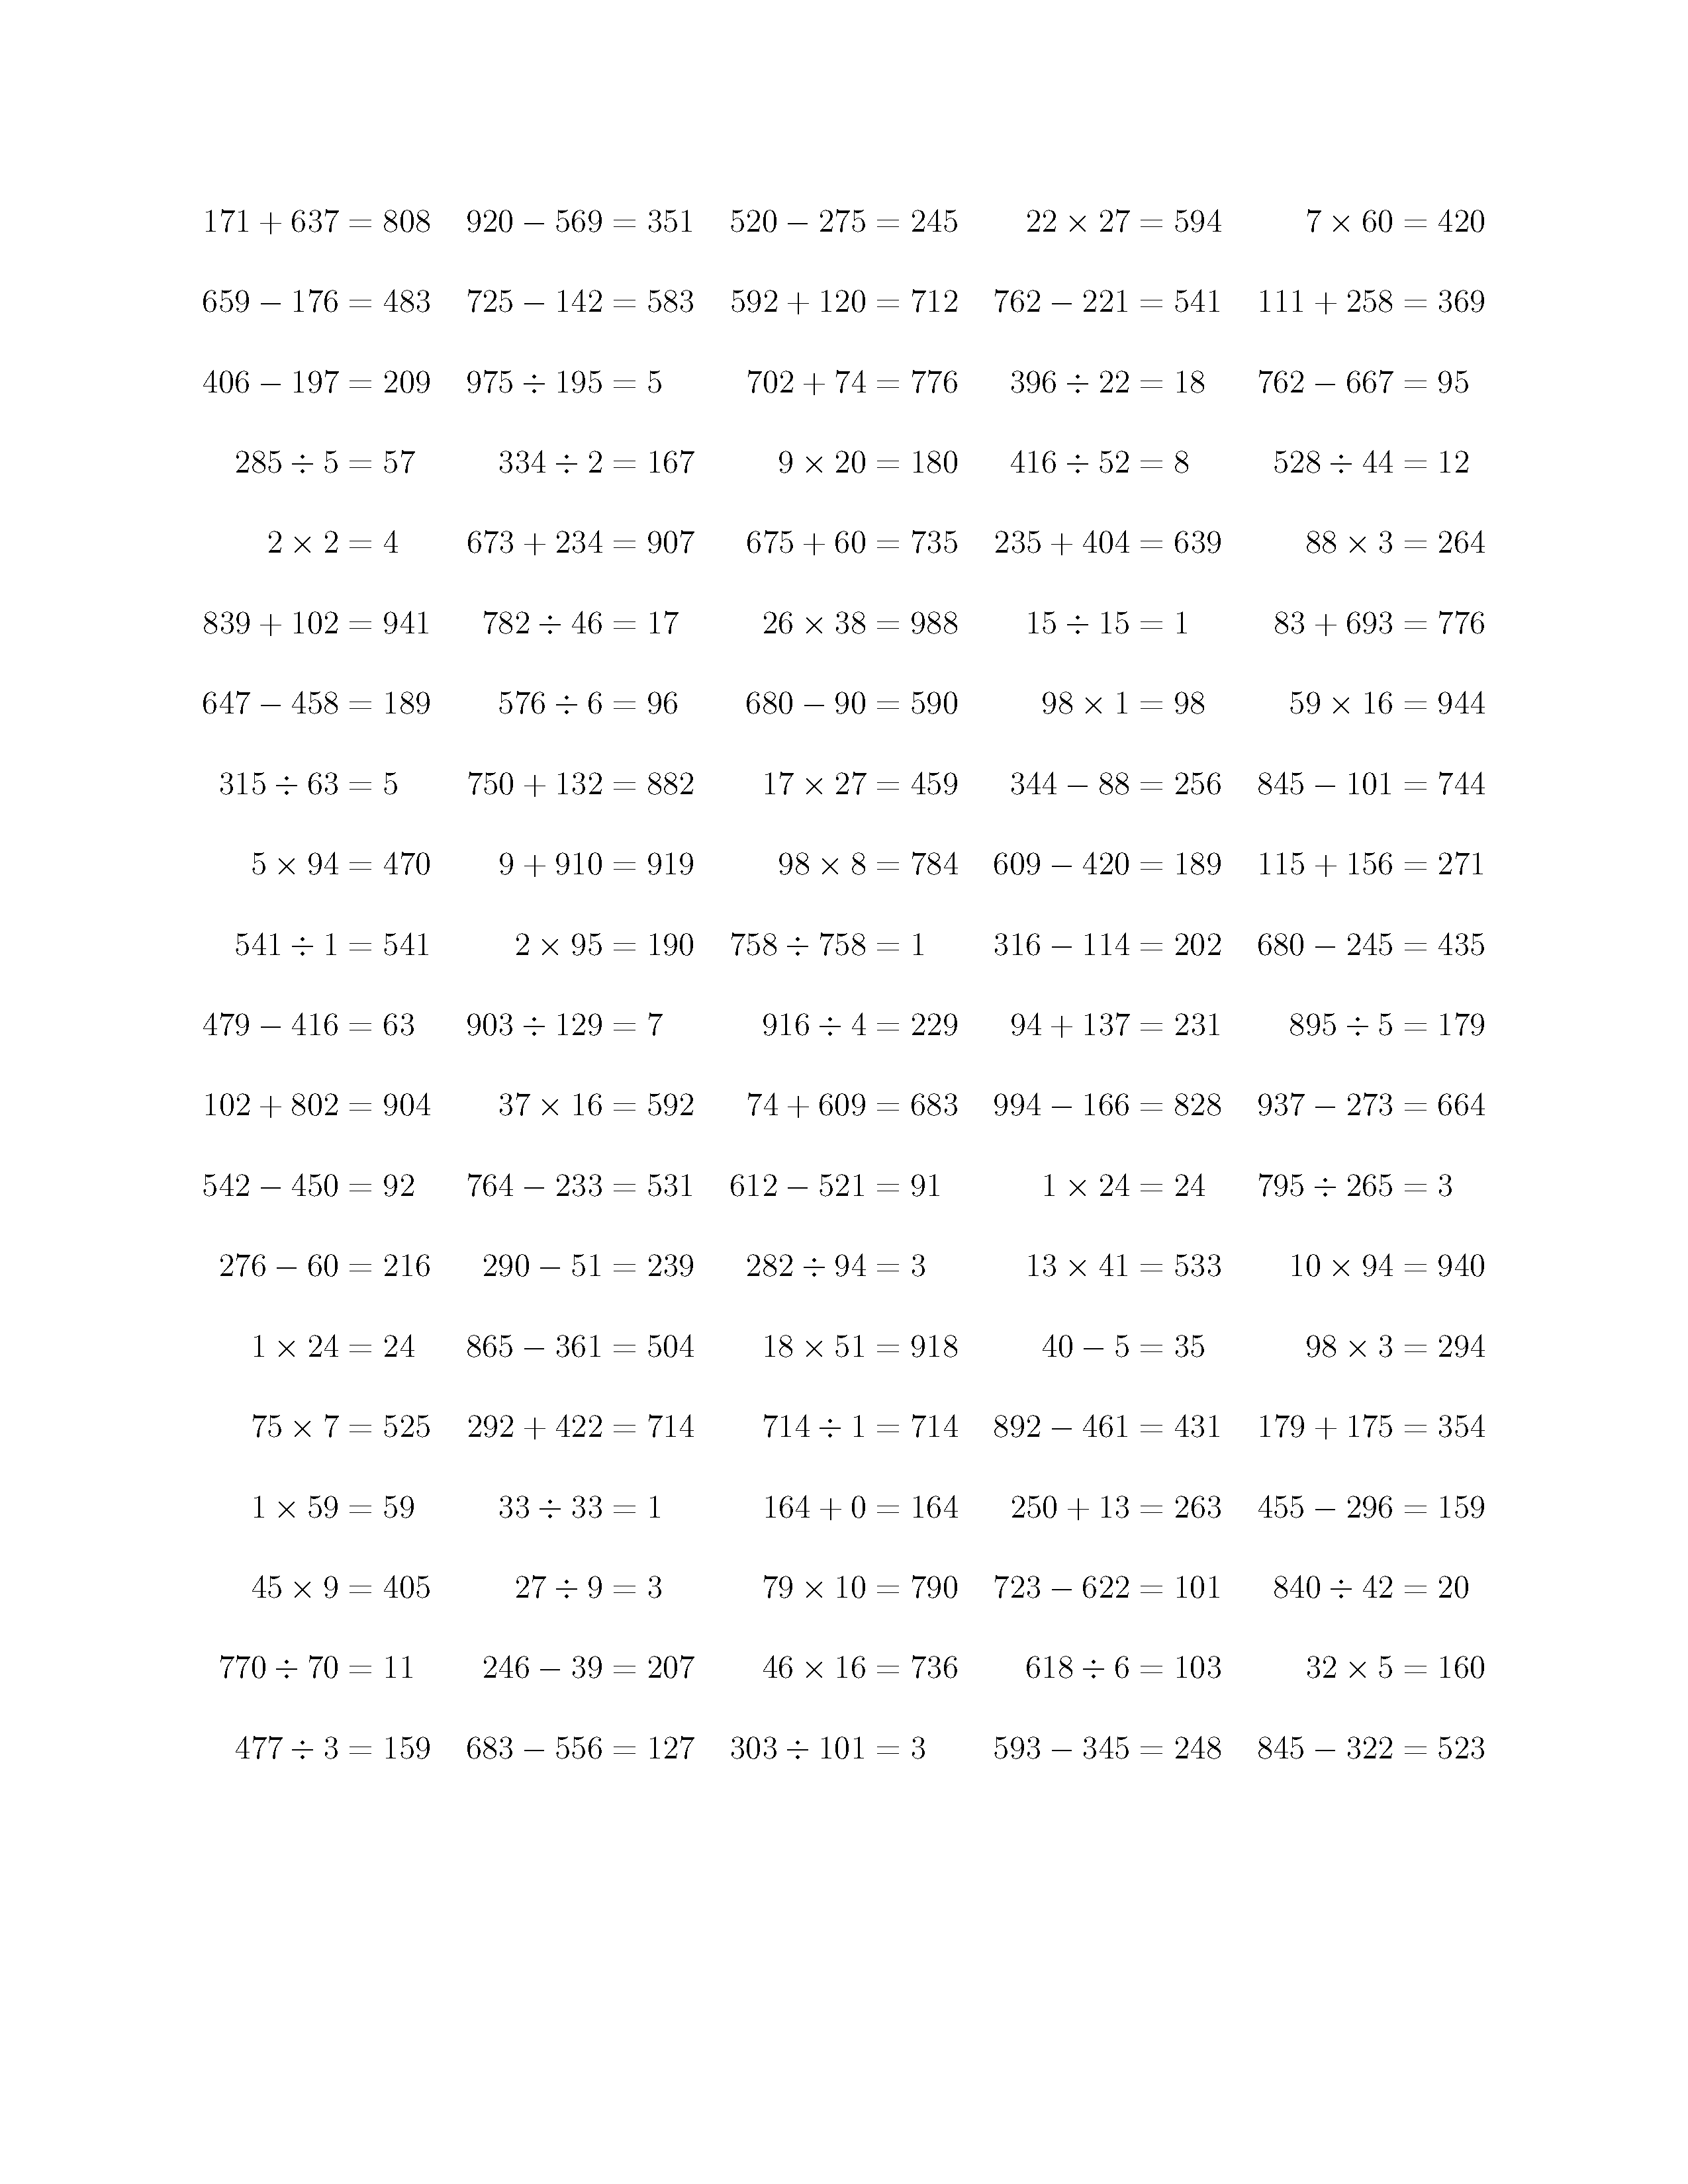 171 + 637 = 808 920 − 569 = 351 520 − 275 = 245 22 × 27 = 594 7 × 60 = 420
659 − 176 = 483 725 − 142 = 583 592 + 120 = 712 762 − 221 = 541 111 + 258 = 369
406 − 197 = 209 975 ÷ 195 = 5 702 + 74 = 776 396 ÷ 22 = 18 762 − 667 = 95
285 ÷ 5 = 57 334 ÷ 2 = 167 9 × 20 = 180 416 ÷ 52 = 8 528 ÷ 44 = 12
2 × 2 = 4 673 + 234 = 907 675 + 60 = 735 235 + 404 = 639 88 × 3 = 264
839 + 102 = 941 782 ÷ 46 = 17 26 × 38 = 988 15 ÷ 15 = 1 83 + 693 = 776
647 − 458 = 189 576 ÷ 6 = 96 680 − 90 = 590 98 × 1 = 98 59 × 16 = 944
315 ÷ 63 = 5 750 + 132 = 882 17 × 27 = 459 344 − 88 = 256 845 − 101 = 744
5 × 94 = 470 9 + 910 = 919 98 × 8 = 784 609 − 420 = 189 115 + 156 = 271
541 ÷ 1 = 541 2 × 95 = 190 758 ÷ 758 = 1 316 − 114 = 202 680 − 245 = 435
479 − 416 = 63 903 ÷ 129 = 7 916 ÷ 4 = 229 94 + 137 = 231 895 ÷ 5 = 179
102 + 802 = 904 37 × 16 = 592 74 + 609 = 683 994 − 166 = 828 937 − 273 = 664
542 − 450 = 92 764 − 233 = 531 612 − 521 = 91 1 × 24 = 24 795 ÷ 265 = 3
276 − 60 = 216 290 − 51 = 239 282 ÷ 94 = 3 13 × 41 = 533 10 × 94 = 940
1 × 24 = 24 865 − 361 = 504 18 × 51 = 918 40 − 5 = 35 98 × 3 = 294
75 × 7 = 525 292 + 422 = 714 714 ÷ 1 = 714 892 − 461 = 431 179 + 175 = 354
1 × 59 = 59 33 ÷ 33 = 1 164 + 0 = 164 250 + 13 = 263 455 − 296 = 159
45 × 9 = 405 27 ÷ 9 = 3 79 × 10 = 790 723 − 622 = 101 840 ÷ 42 = 20
770 ÷ 70 = 11 246 − 39 = 207 46 × 16 = 736 618 ÷ 6 = 103 32 × 5 = 160
477 ÷ 3 = 159 683 − 556 = 127 303 ÷ 101 = 3 593 − 345 = 248 845 − 322 = 523